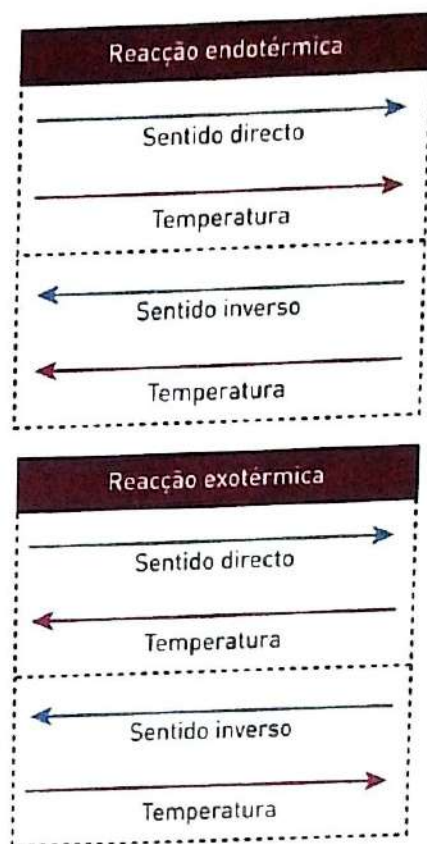 Reacção endotérmica
Sentido directo
Temperatura
Sentido inverso
Temperatura
Reacção exotérmica
Sentido directo
Temperatura
Sentido inverso
Temperatura